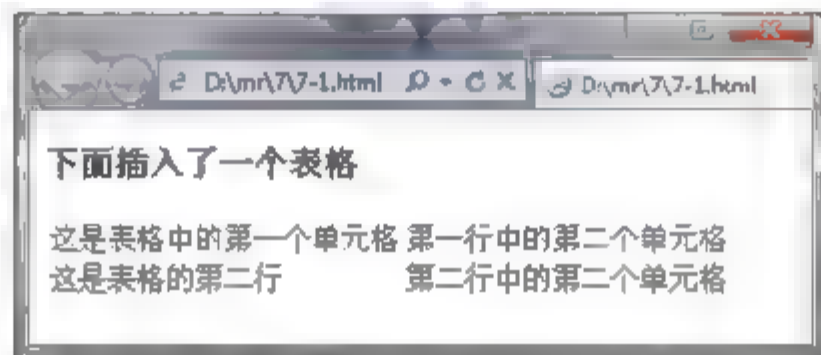 D:\mr\7\7-1.html
D:\mr\7\7-1.html
下面插入了一个表格
这是表格中的第一个单元格 第一行中的第二个单元格
这是表格的第二行 第二行中的第二个单元格